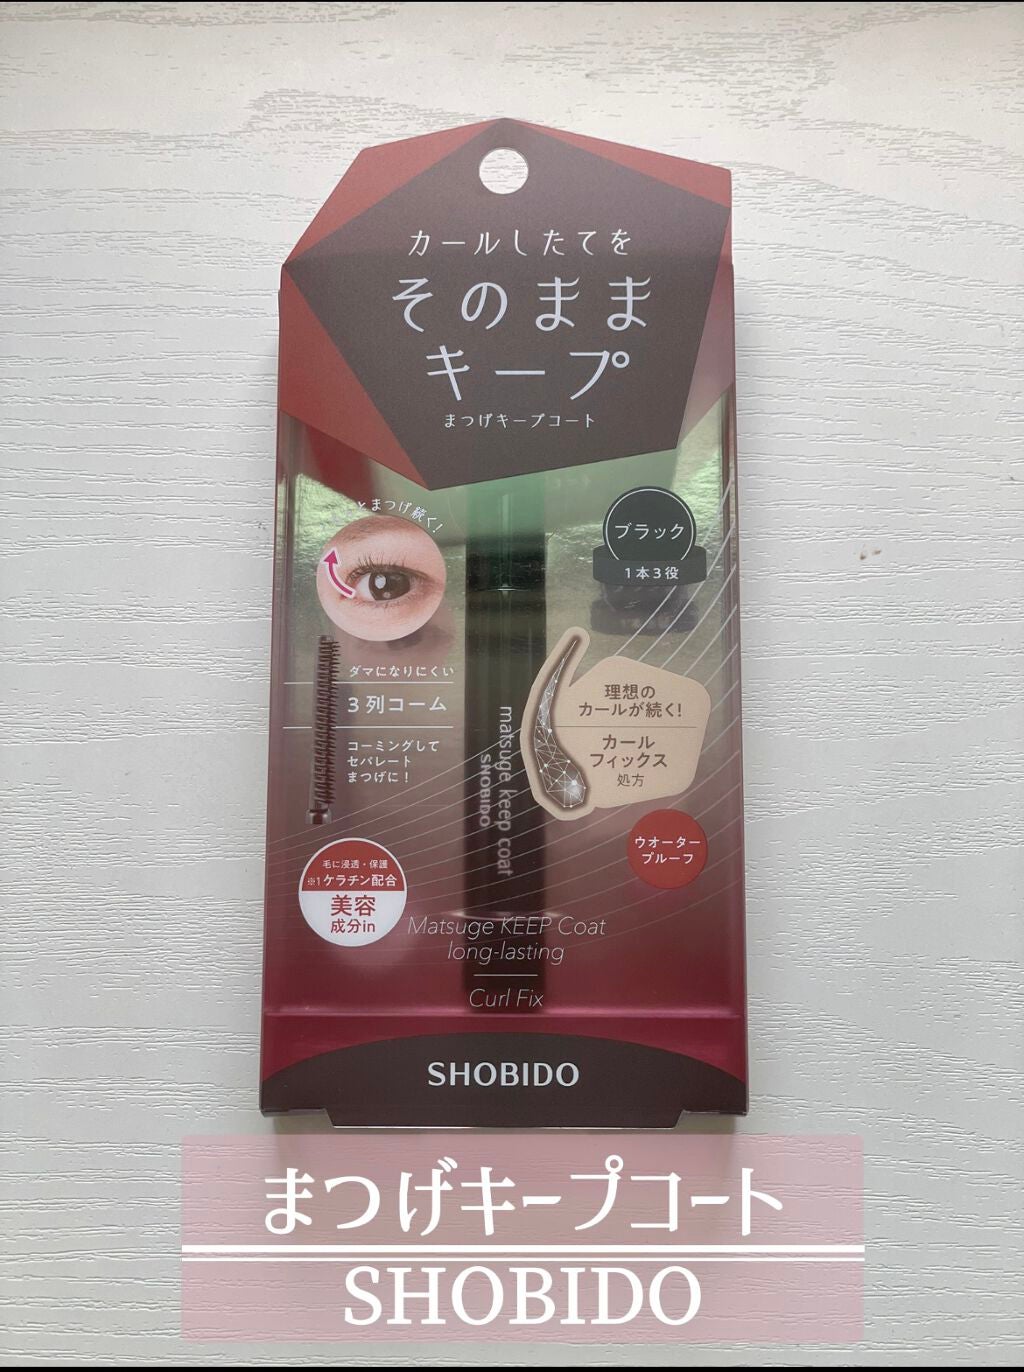 カールしたてを
そのまま
キープ
まつげキープコート
まつげ続く!
ブラック
1本3役
ダマになりにくい
3列コーム
コーミングして
セパレート
まつげに!
理想の
カールが続く!
カール
フィックス
処方
ウオーター
プルーフ
毛に浸透・保護
※1ケラチン配合
美容
成分in
matsuge keep coat
SHOBIDO
Matsuge KEEP Coat
long-lasting
Curl Fix
SHOBIDO
まつげキープコート
SHOBIDO